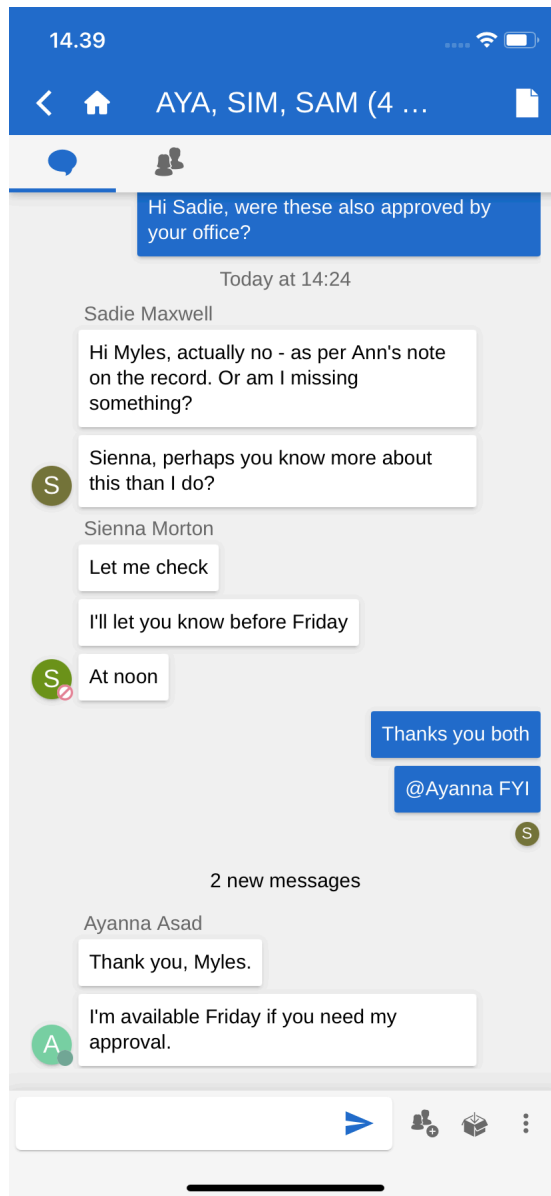 14.39
AYA, SIM, SAM (4 ...
Hi Sadie, were these also approved by
your office?
Today at 14:24
Sadie Maxwell
Hi Myles, actually no - as per Ann's note
on the record. Or am I missing
something?
Sienna, perhaps you know more about
this than I do?
S
Sienna Morton
Let me check
I'll let you know before Friday
At noon
S
Thanks you both
@Ayanna FYI
S
2 new messages
Ayanna Asad
Thank you, Myles.
I'm available Friday if you need my
approval.
A